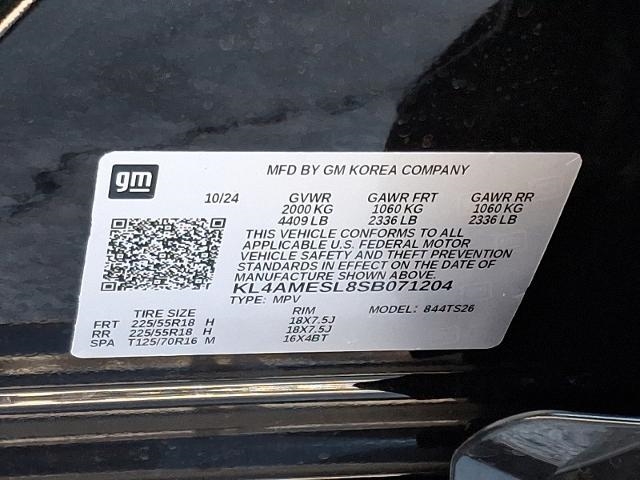 gm
MFD BY GM KOREA COMPANY
10/24 GVWR GAWR FRT GAWR RR
2000 KG 1060 KG 1060 KG
4409 LB 2336 LB 2336 LB
THIS VEHICLE CONFORMS TO ALL
APPLICABLE U.S. FEDERAL MOTOR
VEHICLE SAFETY AND THEFT PREVENTION
STANDARDS IN EFFECT ON THE DATE OF
MANUFACTURE SHOWN ABOVE.
KL4AMESL8SB071204
TYPE: MPV MODEL: 844TS26
TIRE SIZE RIM
FRT 225/55R18 H 18X7.5J
RR 225/55R18 H 18X7.5J
SPA T125/70R16 M 16X4BT